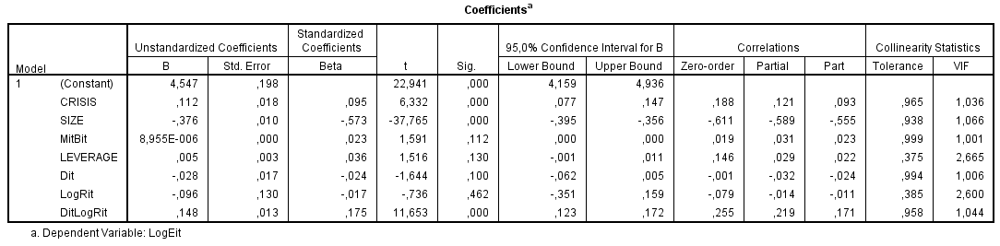 Coefficientsa
Unstandardized Coefficients Standardized Coefficients 95,0% Confidence Interval for B Correlations Collinearity Statistics
Model B Std. Error Beta t Sig. Lower Bound Upper Bound Zero-order Partial Part Tolerance VIF
1 (Constant) 4,547 ,198 22,941 ,000 4,159 4,936
CRISIS ,112 ,018 ,095 6,332 ,000 ,077 ,147 ,188 ,121 ,093 ,965 1,036
SIZE -,376 ,010 -,573 -37,765 ,000 -,395 -,356 -,611 -,589 -,555 ,938 1,066
MitBit 8,955E-006 ,000 ,023 1,591 ,112 ,000 ,000 ,019 ,031 ,023 ,999 1,001
LEVERAGE ,005 ,003 ,036 1,516 ,130 -,001 ,011 ,146 ,029 ,022 ,375 2,665
Dit -,028 ,017 -,024 -1,644 ,100 -,062 ,005 -,001 -,032 -,024 ,994 1,006
LogRit -,096 ,130 -,017 -,736 ,462 -,351 ,159 -,079 -,014 -,011 ,385 2,600
DitLogRit ,148 ,013 ,175 11,653 ,000 ,123 ,172 ,255 ,219 ,171 ,958 1,044
a. Dependent Variable: LogEit